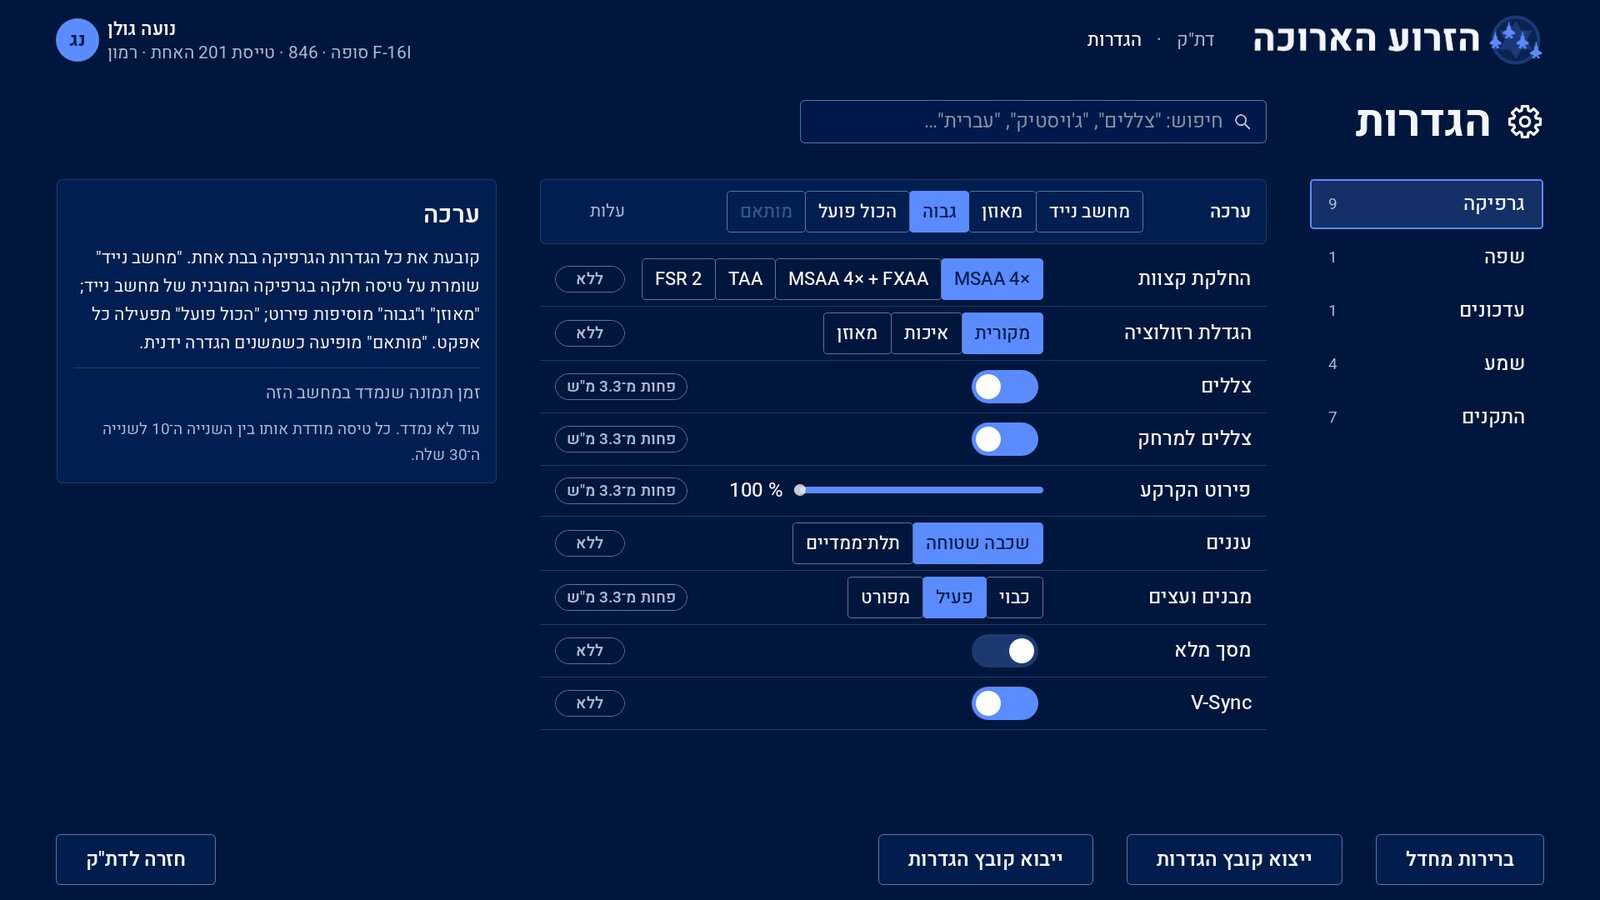 הזרוע הארוכה
דת"ק · הגדרות
נועה גולן
F-16I סופה · 846 · טייסת 201 האחת · רמון
נג
הגדרות
חיפוש: "צללים", "ג'ויסטיק", "עברית"...
גרפיקה 9
שפה 1
עדכונים 1
שמע 4
התקנים 7
ערכה מחשב נייד מאוזן גבוה הכול פועל מותאם עלות
החלקת קצוות MSAA 4× MSAA 4× + FXAA TAA FSR 2 ללא
הגדלת רזולוציה מקורית איכות מאוזן ללא
צללים פחות מ־3.3 מ"ש
צללים למרחק פחות מ־3.3 מ"ש
פירוט הקרקע 100 % פחות מ־3.3 מ"ש
עננים שכבה שטוחה תלת־ממדיים ללא
מבנים ועצים כבוי פעיל מפורט פחות מ־3.3 מ"ש
מסך מלא ללא
V-Sync ללא
ערכה
קובעת את כל הגדרות הגרפיקה בבת אחת. "מחשב נייד"
שומרת על טיסה חלקה בגרפיקה המובנית של מחשב נייד;
"מאוזן" ו"גבוה" מוסיפות פירוט; "הכול פועל" מפעילה כל
אפקט. "מותאם" מופיעה כשמשנים הגדרה ידנית.
זמן תמונה שנמדד במחשב הזה
עוד לא נמדד. כל טיסה מודדת אותו בין השנייה ה־10 לשנייה
ה־30 שלה.
ברירות מחדל
ייצוא קובץ הגדרות
ייבוא קובץ הגדרות
חזרה לדת"ק